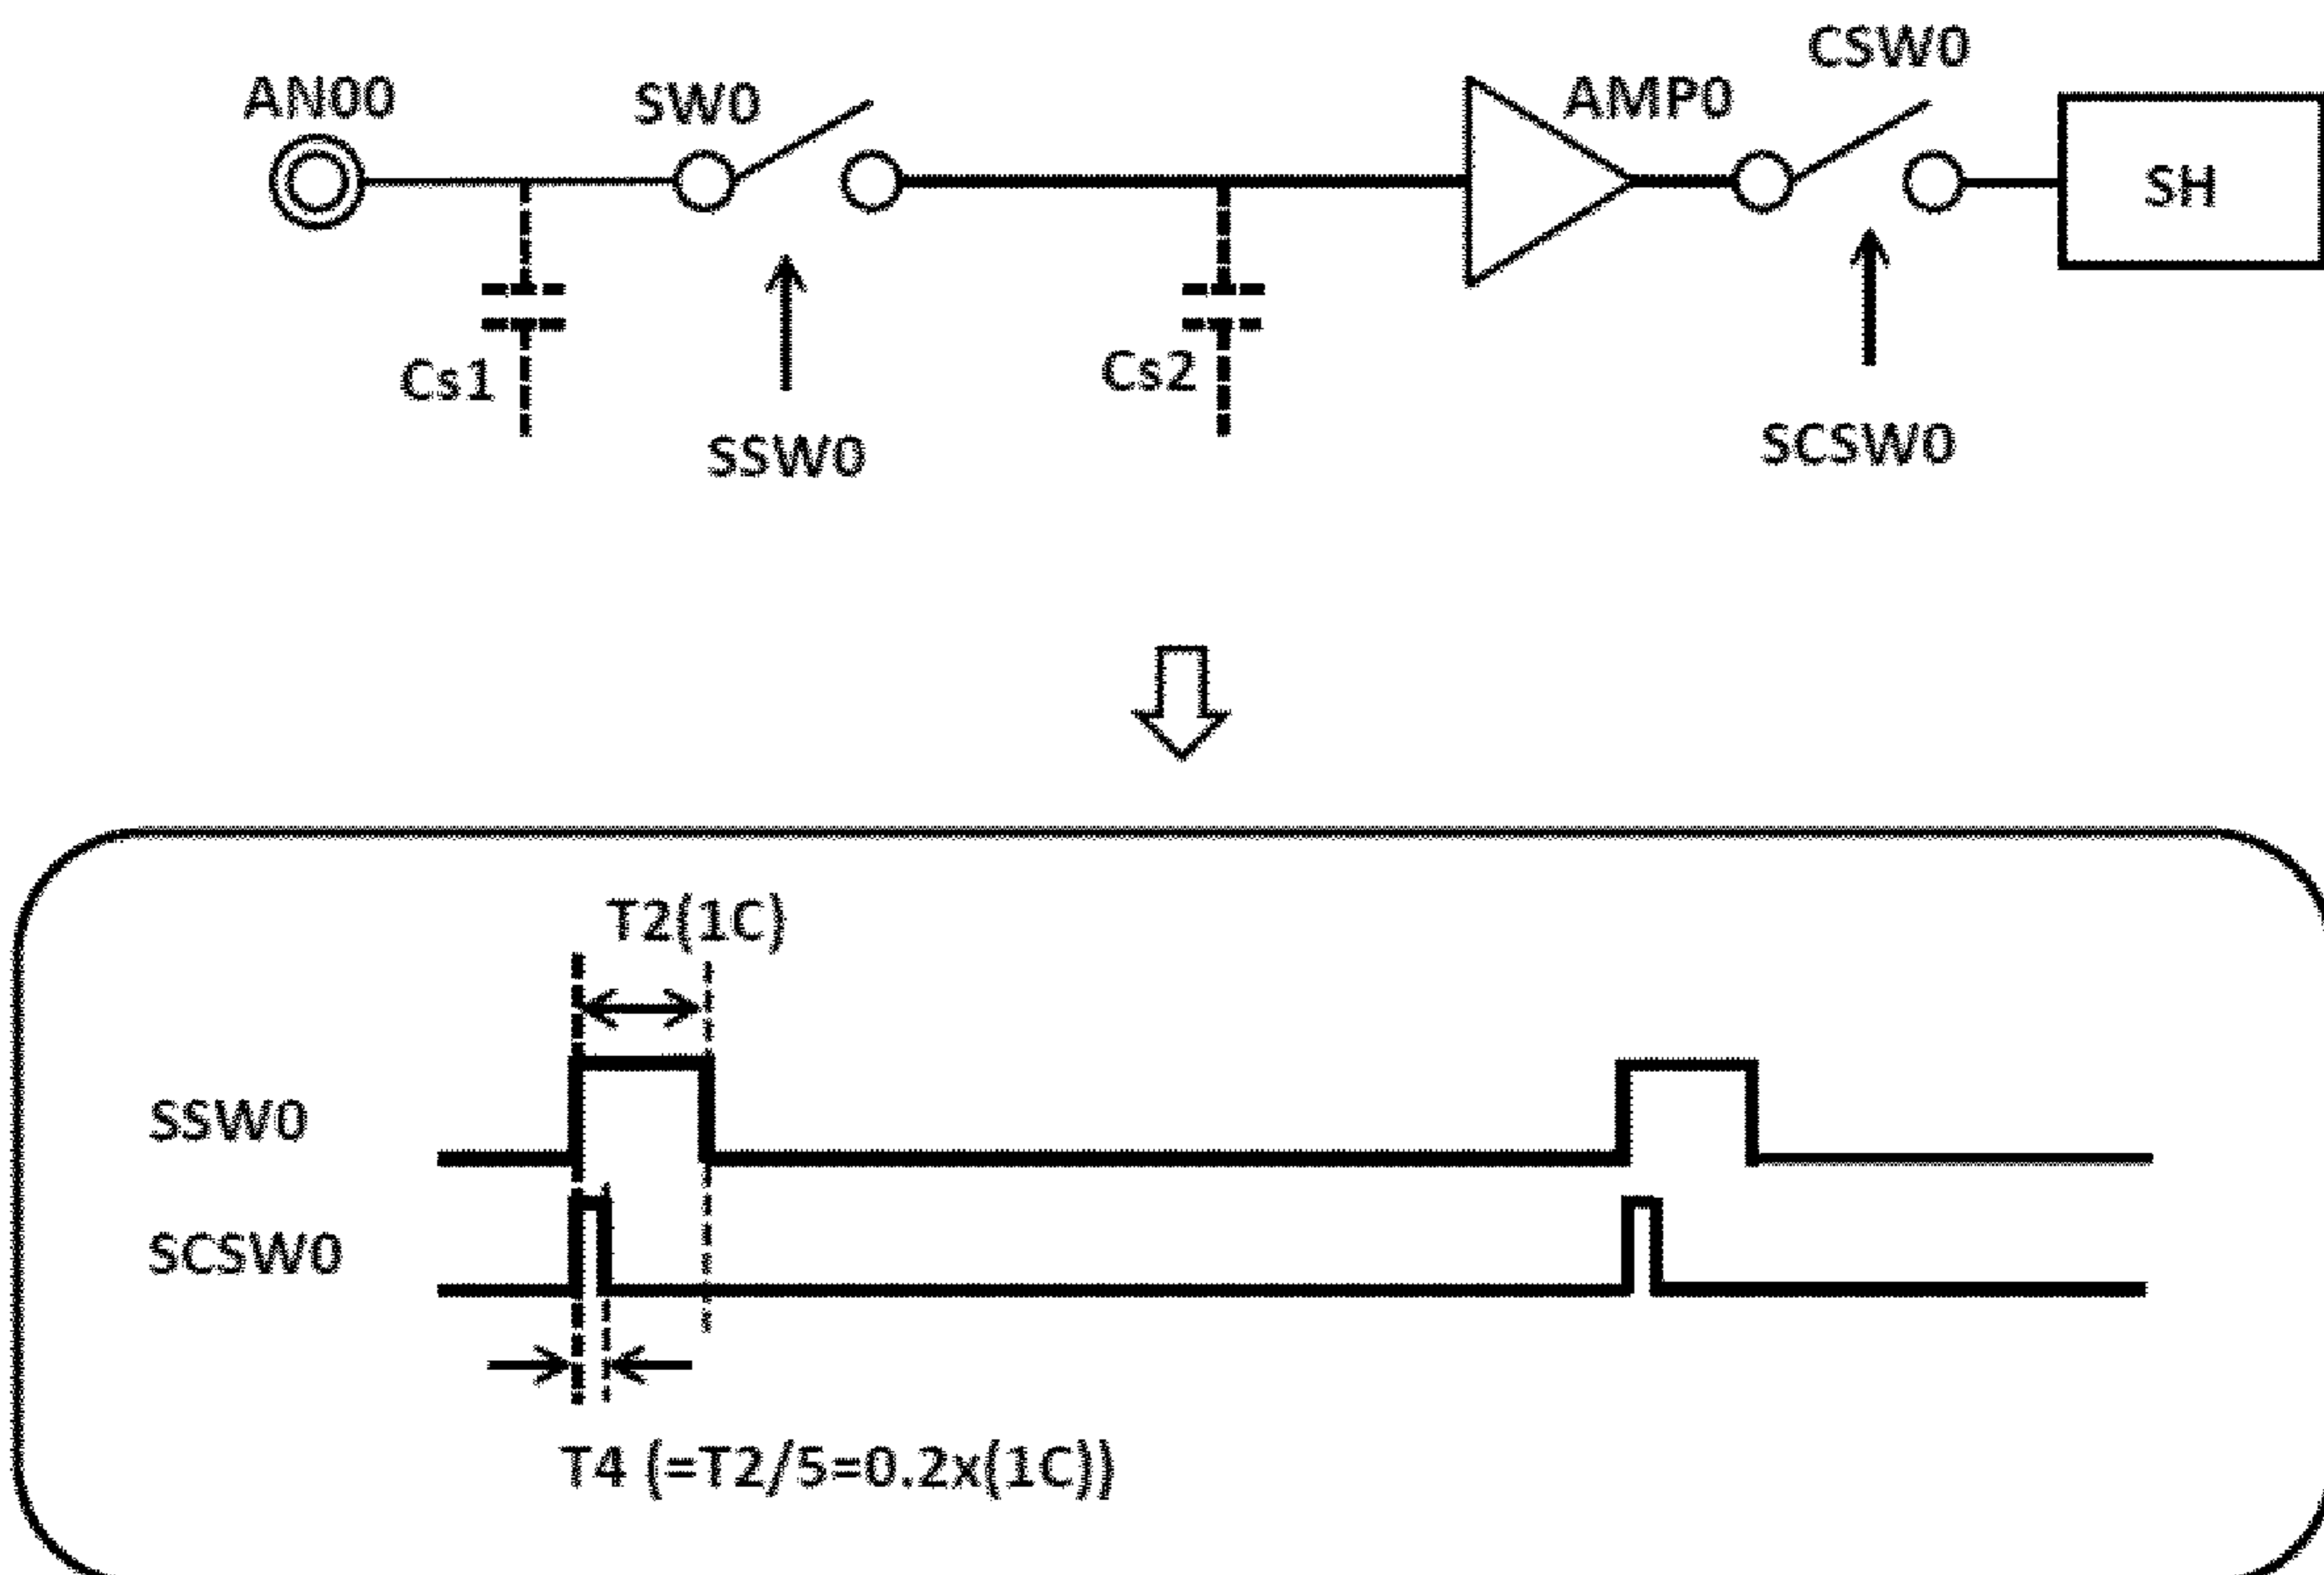 CSW0
AN00
SW0
AMP0
SH
Cs1
Cs2
SSW0
SCSW0
T2(1C)
SSW0
SCSW0
T4 (=T2/5=0.2x(1C))